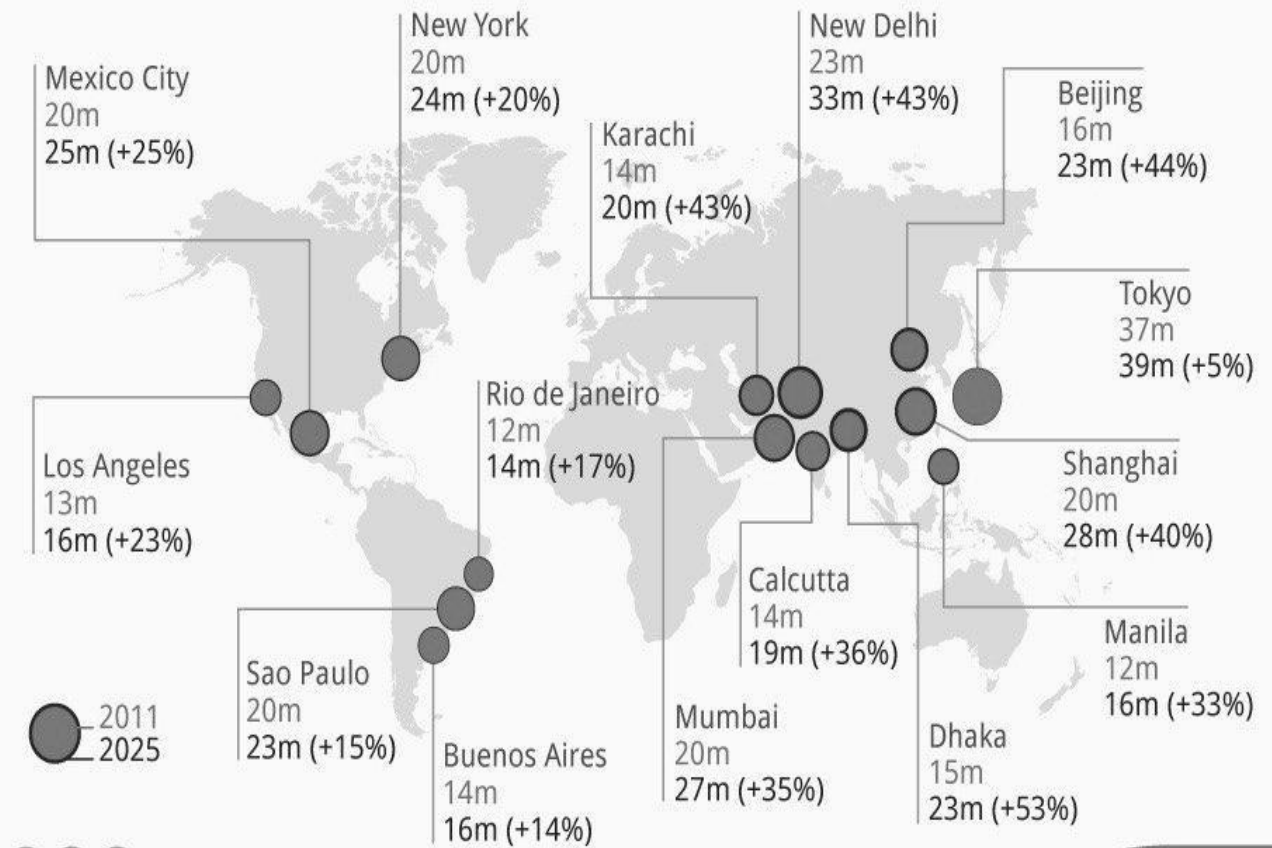 New York
20m
24m (+20%)
New Delhi
23m
33m (+43%)
Mexico City
20m
25m (+25%)
Beijing
16m
23m (+44%)
Karachi
14m
20m (+43%)
Tokyo
37m
39m (+5%)
Rio de Janeiro
12m
14m (+17%)
Los Angeles
13m
16m (+23%)
Shanghai
20m
28m (+40%)
Calcutta
14m
19m (+36%)
Manila
12m
16m (+33%)
Sao Paulo
20m
23m (+15%)
Mumbai
20m
27m (+35%)
Dhaka
15m
23m (+53%)
Buenos Aires
14m
16m (+14%)
2011
2025